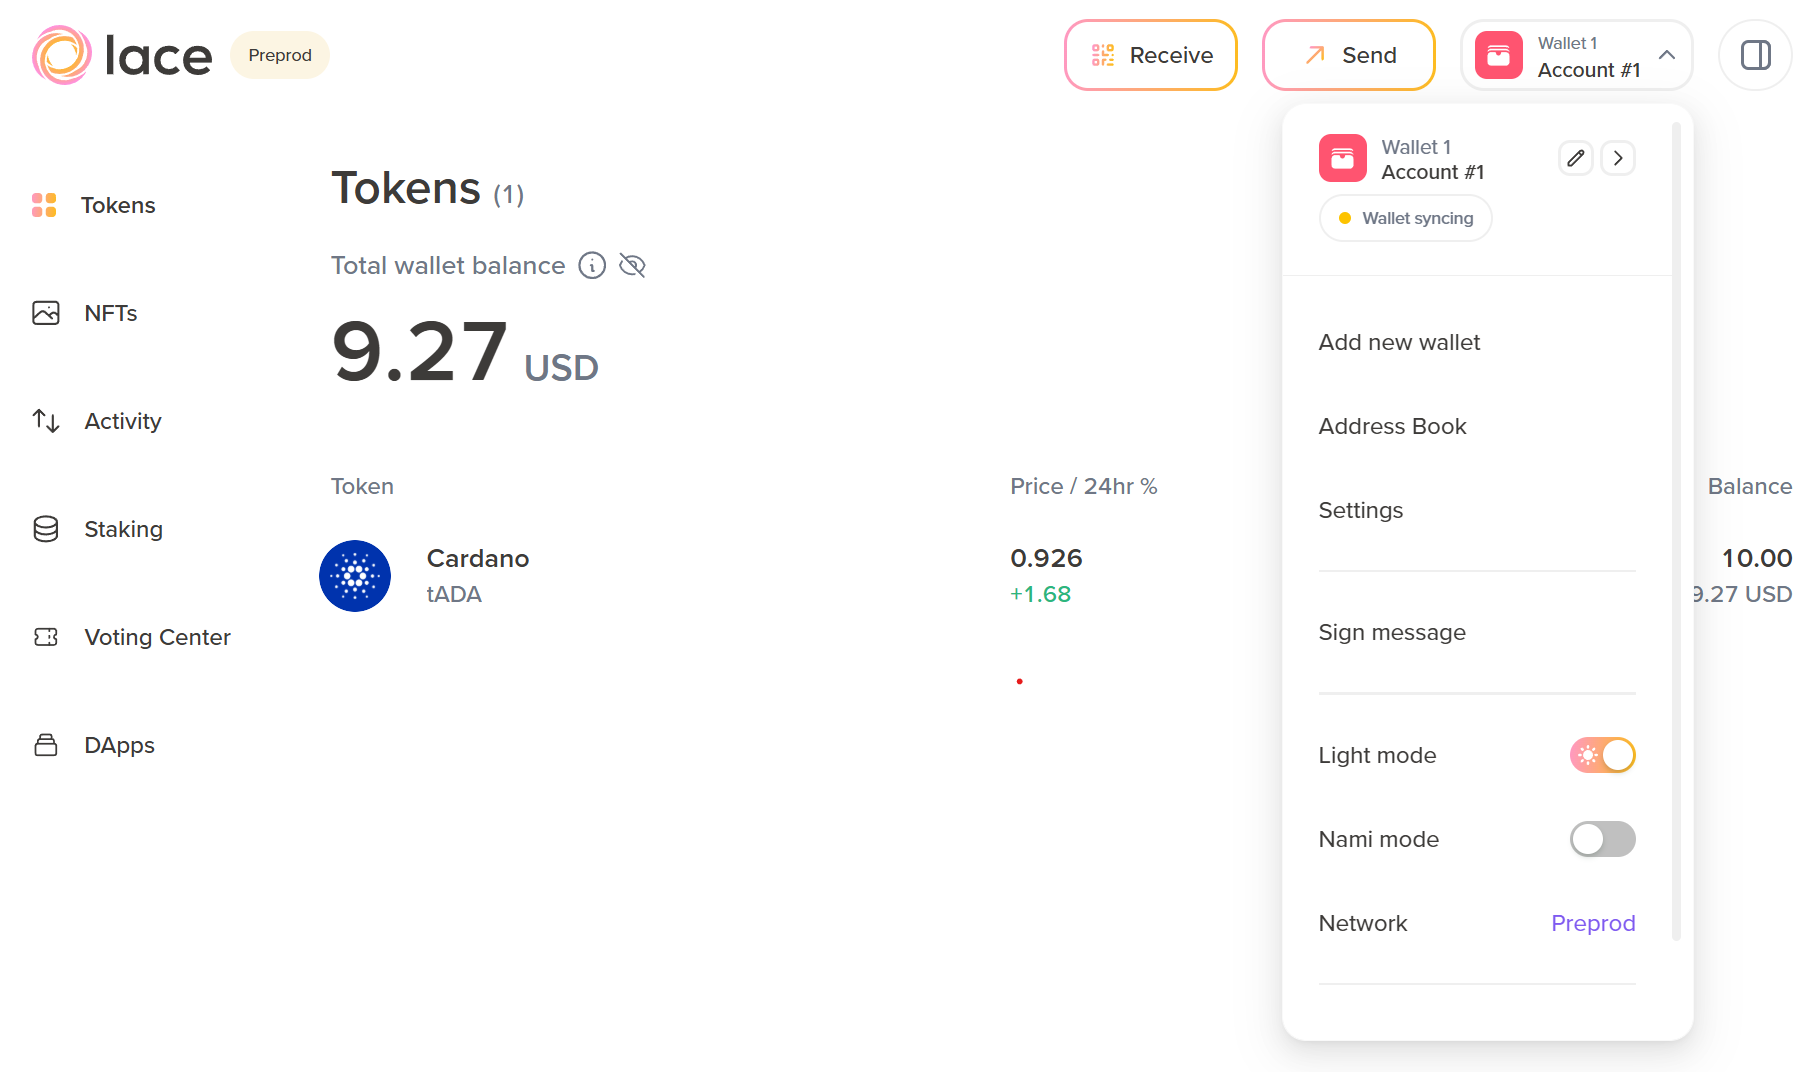 lace
Preprod
Receive
Send
Wallet 1
Account #1
Tokens
NFTs
Activity
Staking
Voting Center
DApps
Tokens (1)
Total wallet balance
9.27 USD
Token
Price / 24hr %
Balance
Cardano
tADA
0.926
+1.68
10.00
9.27 USD
Wallet 1
Account #1
Wallet syncing
Add new wallet
Address Book
Settings
Sign message
Light mode
Nami mode
Network
Preprod